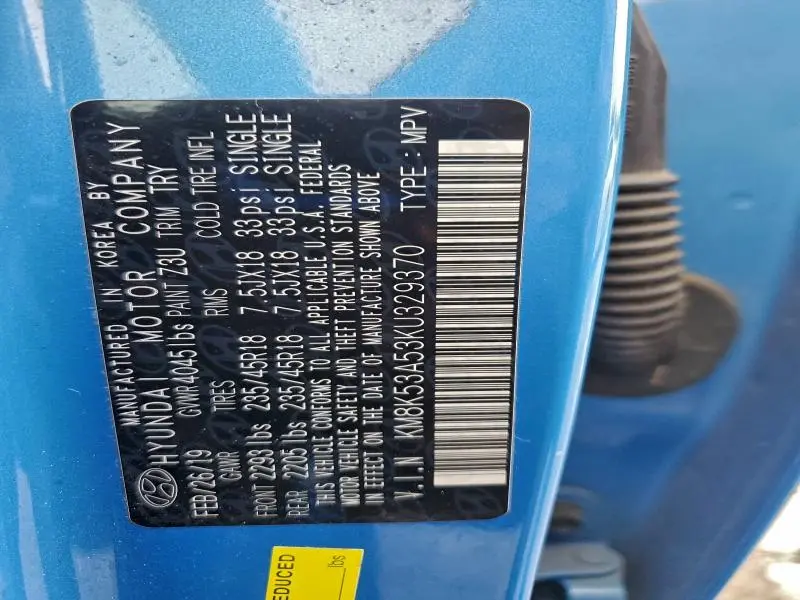 MANUFACTURED IN KOREA BY
HYUNDAI MOTOR COMPANY
FEB/26/19 GVWR 4045 lbs PAINT Z3U TRIM TRY
GAWR TIRES RIMS COLD TIRE INFL
FRONT 2293 lbs 235/45R18 7.5JX18 33psi SINGLE
REAR 2205 lbs 235/45R18 7.5JX18 33psi SINGLE
THIS VEHICLE CONFORMS TO ALL APPLICABLE U.S.A. FEDERAL
MOTOR VEHICLE SAFETY AND THEFT PREVENTION STANDARDS
IN EFFECT ON THE DATE OF MANUFACTURE SHOWN ABOVE
V.I.N KM8K53A53KU329370 TYPE : MPV
EDUCED
lbs